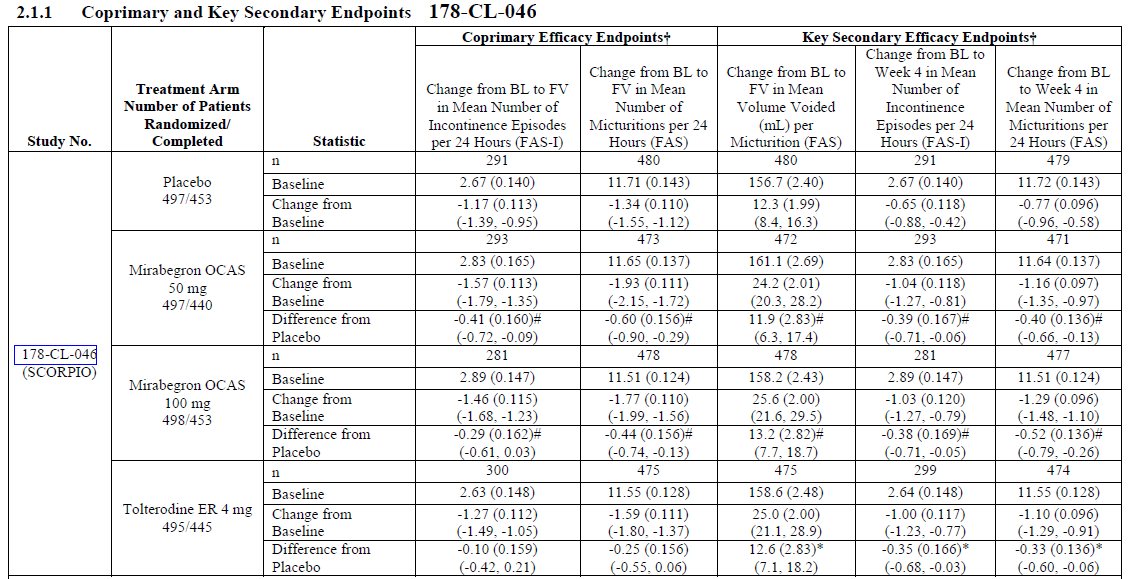 2.1.1 Coprimary and Key Secondary Endpoints 178-CL-046
Coprimary Efficacy Endpoints† Key Secondary Efficacy Endpoints†
Study No.
Treatment Arm
Number of Patients
Randomized/
Completed
Statistic
Change from BL to FV
in Mean Number of
Incontinence Episodes
per 24 Hours (FAS-I)
Change from BL to
FV in Mean
Number of
Micturitions per 24
Hours (FAS)
Change from BL to
FV in Mean
Volume Voided
(mL) per
Micturition (FAS)
Change from BL to
Week 4 in Mean
Number of
Incontinence
Episodes per 24
Hours (FAS-I)
Change from BL
to Week 4 in
Mean Number of
Micturitions per
24 Hours (FAS)
178-CL-046
(SCORPIO)
Placebo
497/453
n 291 480 480 291 479
Baseline 2.67 (0.140) 11.71 (0.143) 156.7 (2.40) 2.67 (0.140) 11.72 (0.143)
Change from -1.17 (0.113) -1.34 (0.110) 12.3 (1.99) -0.65 (0.118) -0.77 (0.096)
Baseline (-1.39, -0.95) (-1.55, -1.12) (8.4, 16.3) (-0.88, -0.42) (-0.96, -0.58)
Mirabegron OCAS
50 mg
497/440
n 293 473 472 293 471
Baseline 2.83 (0.165) 11.65 (0.137) 161.1 (2.69) 2.83 (0.165) 11.64 (0.137)
Change from -1.57 (0.113) -1.93 (0.111) 24.2 (2.01) -1.04 (0.118) -1.16 (0.097)
Baseline (-1.79, -1.35) (-2.15, -1.72) (20.3, 28.2) (-1.27, -0.81) (-1.35, -0.97)
Difference from -0.41 (0.160)# -0.60 (0.156)# 11.9 (2.83)# -0.39 (0.167)# -0.40 (0.136)#
Placebo (-0.72, -0.09) (-0.90, -0.29) (6.3, 17.4) (-0.71, -0.06) (-0.66, -0.13)
Mirabegron OCAS
100 mg
498/453
n 281 478 478 281 477
Baseline 2.89 (0.147) 11.51 (0.124) 158.2 (2.43) 2.89 (0.147) 11.51 (0.124)
Change from -1.46 (0.115) -1.77 (0.110) 25.6 (2.00) -1.03 (0.120) -1.29 (0.096)
Baseline (-1.68, -1.23) (-1.99, -1.56) (21.6, 29.5) (-1.27, -0.79) (-1.48, -1.10)
Difference from -0.29 (0.162)# -0.44 (0.156)# 13.2 (2.82)# -0.38 (0.169)# -0.52 (0.136)#
Placebo (-0.61, 0.03) (-0.74, -0.13) (7.7, 18.7) (-0.71, -0.05) (-0.79, -0.26)
Tolterodine ER 4 mg
495/445
n 300 475 475 299 474
Baseline 2.63 (0.148) 11.55 (0.128) 158.6 (2.48) 2.64 (0.148) 11.55 (0.128)
Change from -1.27 (0.112) -1.59 (0.111) 25.0 (2.00) -1.00 (0.117) -1.10 (0.096)
Baseline (-1.49, -1.05) (-1.80, -1.37) (21.1, 28.9) (-1.23, -0.77) (-1.29, -0.91)
Difference from -0.10 (0.159) -0.25 (0.156) 12.6 (2.83)* -0.35 (0.166)* -0.33 (0.136)*
Placebo (-0.42, 0.21) (-0.55, 0.06) (7.1, 18.2) (-0.68, -0.03) (-0.60, -0.06)